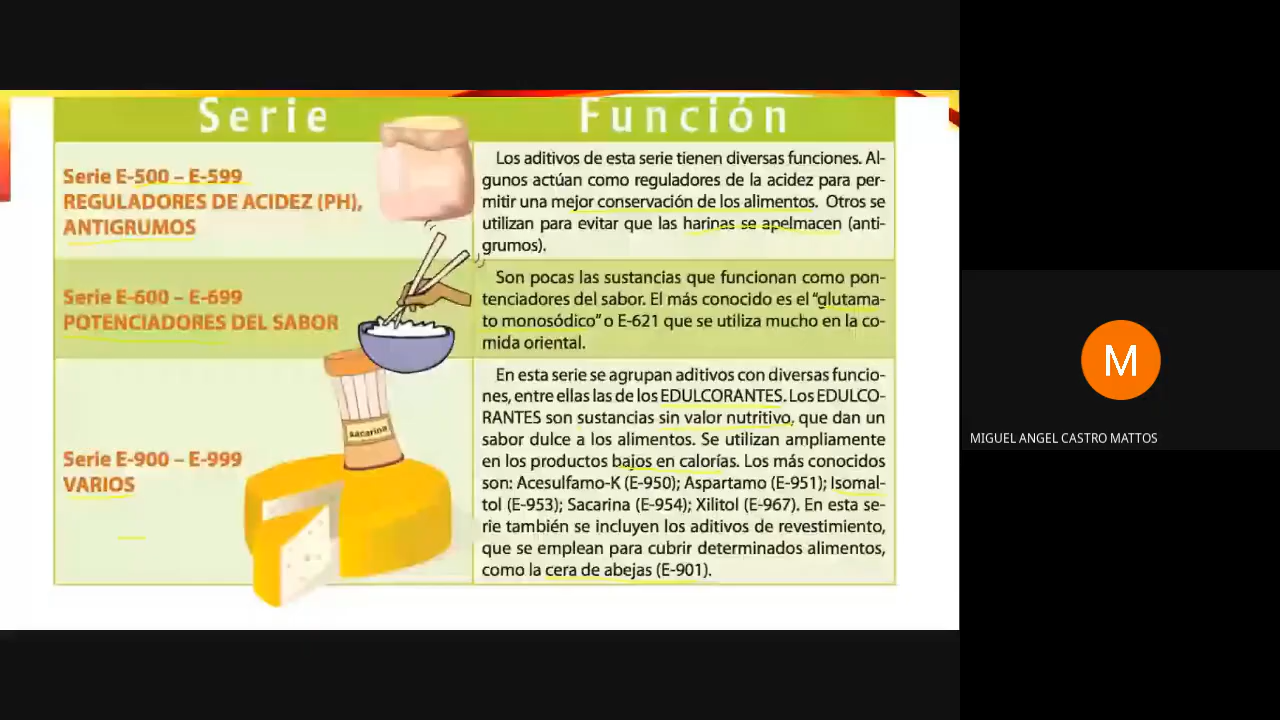 Serie
Función
Serie E-500 – E-599
REGULADORES DE ACIDEZ (PH),
ANTIGRUMOS
Los aditivos de esta serie tienen diversas funciones. Al-
gunos actúan como reguladores de la acidez para per-
mitir una mejor conservación de los alimentos. Otros se
utilizan para evitar que las harinas se apelmacen (anti-
grumos).
Serie E-600 – E-699
POTENCIADORES DEL SABOR
Son pocas las sustancias que funcionan como pon-
tenciadores del sabor. El más conocido es el "glutama-
to monosódico" o E-621 que se utiliza mucho en la co-
mida oriental.
sacarina
Serie E-900 – E-999
VARIOS
En esta serie se agrupan aditivos con diversas funcio-
nes, entre ellas las de los EDULCORANTES. Los EDULCO-
RANTES son sustancias sin valor nutritivo, que dan un
sabor dulce a los alimentos. Se utilizan ampliamente
en los productos bajos en calorías. Los más conocidos
son: Acesulfamo-K (E-950); Aspartamo (E-951); Isomal-
tol (E-953); Sacarina (E-954); Xilitol (E-967). En esta se-
rie también se incluyen los aditivos de revestimiento,
que se emplean para cubrir determinados alimentos,
como la cera de abejas (E-901).
M
MIGUEL ANGEL CASTRO MATTOS